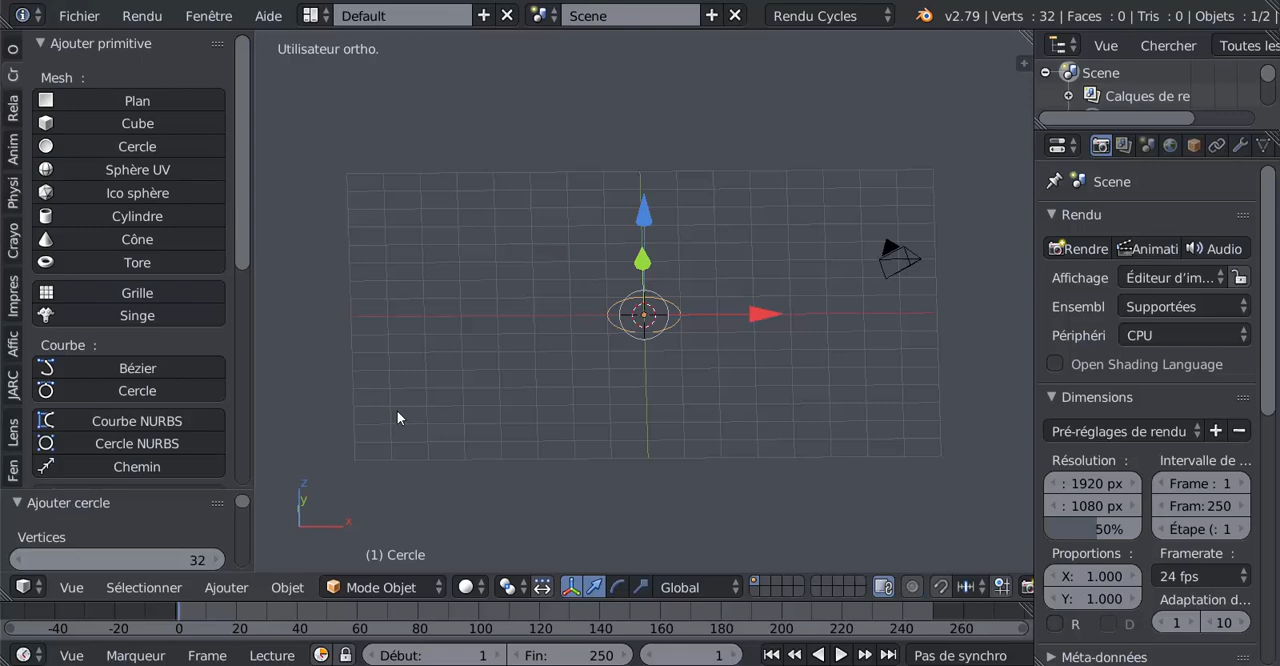 Fichier Rendu Fenêtre Aide Default Scene Rendu Cycles v2.79 | Verts : 32 | Faces : 0 | Tris : 0 | Objets : 1/2
Ajouter primitive
Mesh :
Plan
Cube
Cercle
Sphère UV
Ico sphère
Cylindre
Cône
Tore
Grille
Singe
Courbe :
Bézier
Cercle
Courbe NURBS
Cercle NURBS
Chemin
O
Cr
Rela
Anim
Physi
Crayo
Impres
Affic
JARC
Lens
Fen
Ajouter cercle
Vertices
32
Utilisateur ortho.
z
y
x
(1) Cercle
Vue Sélectionner Ajouter Objet Mode Objet Global
-40 -20 0 20 40 60 80 100 120 140 160 180 200 220 240 260
Vue Marqueur Frame Lecture Début: 1 Fin: 250 1 Pas de synchro
Vue Chercher Toutes les
Scene
Calques de re
Scene
Rendu
Rendre Animati Audio
Affichage Éditeur d'im...
Ensembl Supportées
Périphéri CPU
Open Shading Language
Dimensions
Pré-réglages de rendu
Résolution : Intervalle de ...
: 1920 px Frame : 1
: 1080 px Fram: 250
50% Étape (: 1
Proportions : Framerate :
X: 1.000 24 fps
Y: 1.000 Adaptation d...
R D 1 10
Méta-données